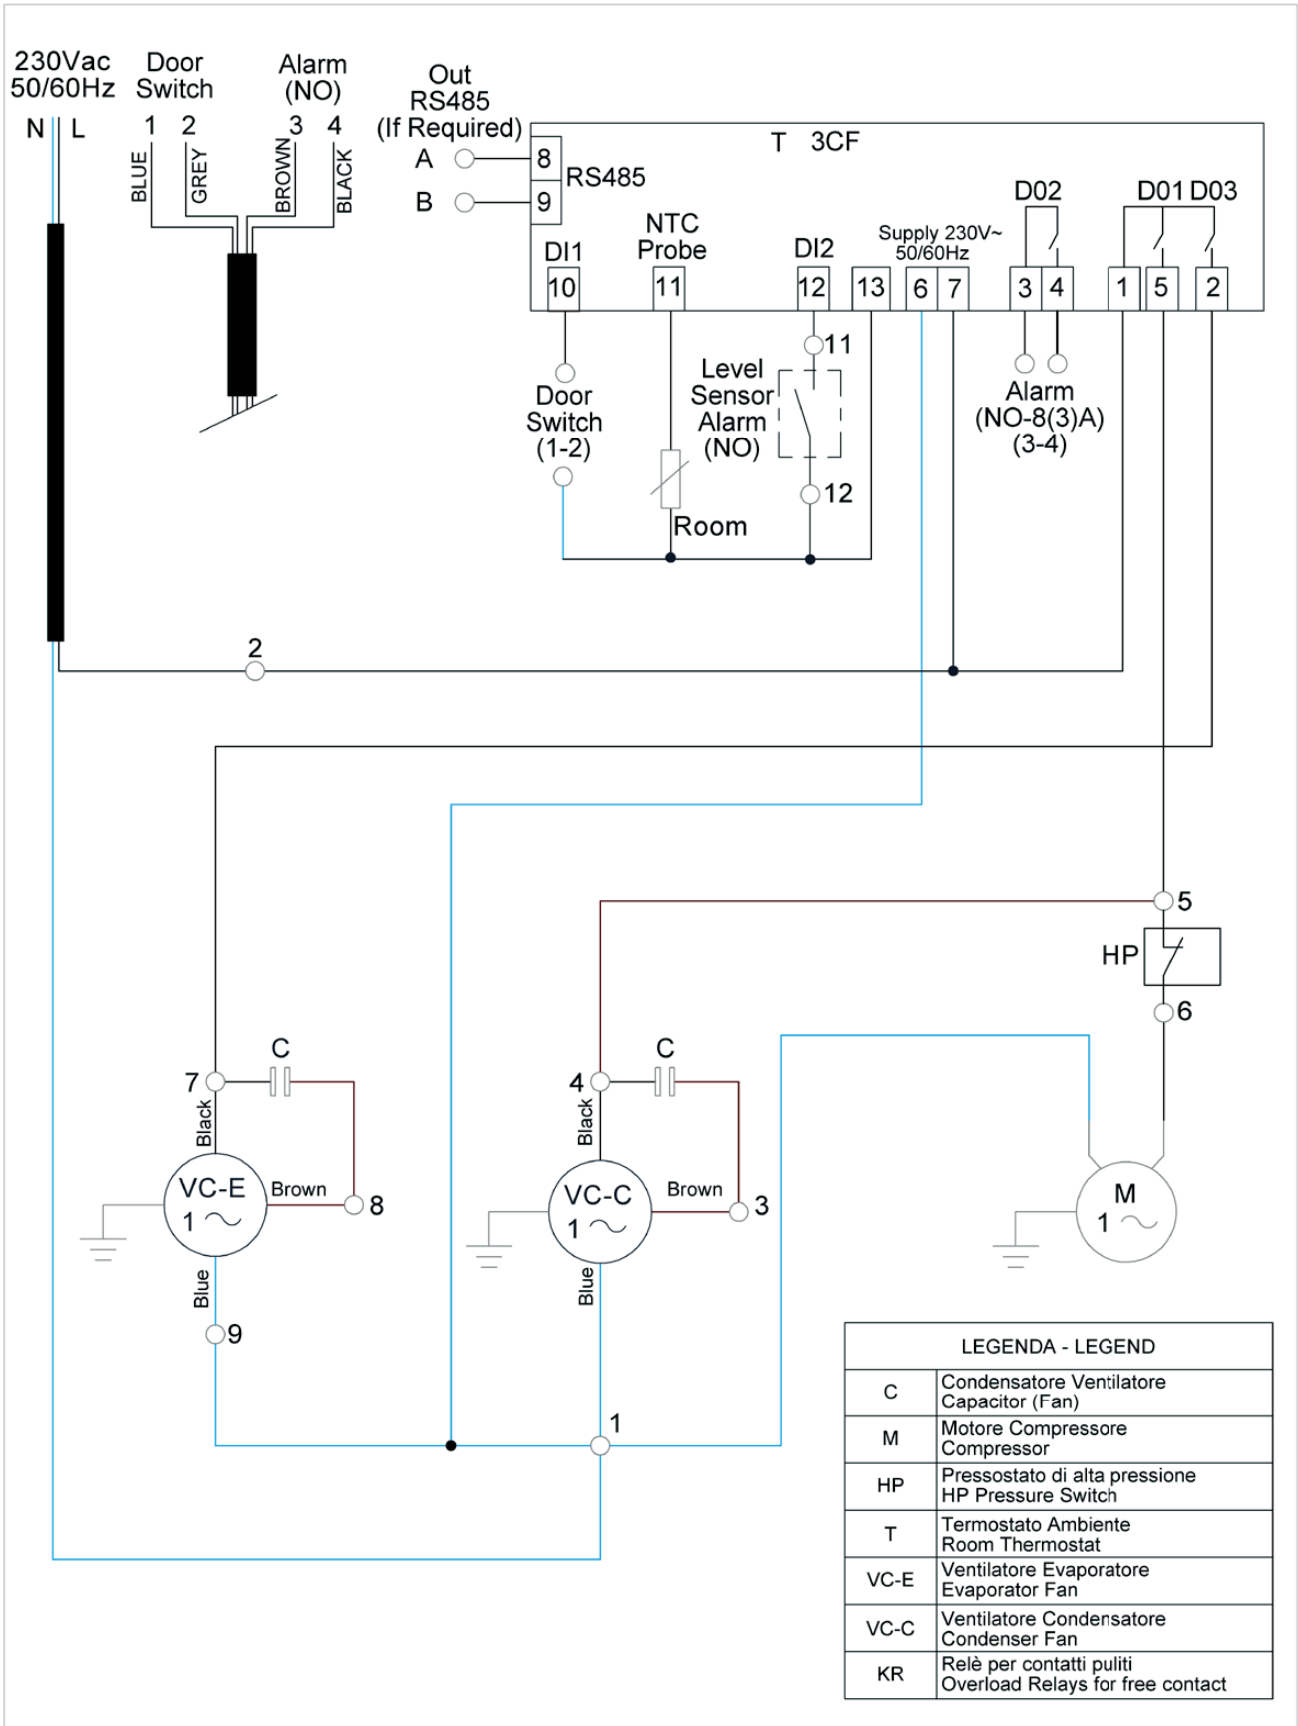 230Vac
50/60Hz
N L
Door
Switch
1 2
BLUE
GREY
Alarm
(NO)
3 4
BROWN
BLACK
Out
RS485
(If Required)
A
B
8
9
RS485
T 3CF
DI1
10
NTC
Probe
11
DI2
12
13
Supply 230V~
50/60Hz
6 7
D02
3 4
D01 D03
1 5 2
Door
Switch
(1-2)
Room
11
Level
Sensor
Alarm
(NO)
12
Alarm
(NO-8(3)A)
(3-4)
2
5
HP
6
C
7
Black
VC-E
1
Brown
8
Blue
9
C
4
Black
VC-C
1
Brown
3
Blue
1
M
1
LEGENDA - LEGEND
C
Condensatore Ventilatore
Capacitor (Fan)
M
Motore Compressore
Compressor
HP
Pressostato di alta pressione
HP Pressure Switch
T
Termostato Ambiente
Room Thermostat
VC-E
Ventilatore Evaporatore
Evaporator Fan
VC-C
Ventilatore Condensatore
Condenser Fan
KR
Relè per contatti puliti
Overload Relays for free contact